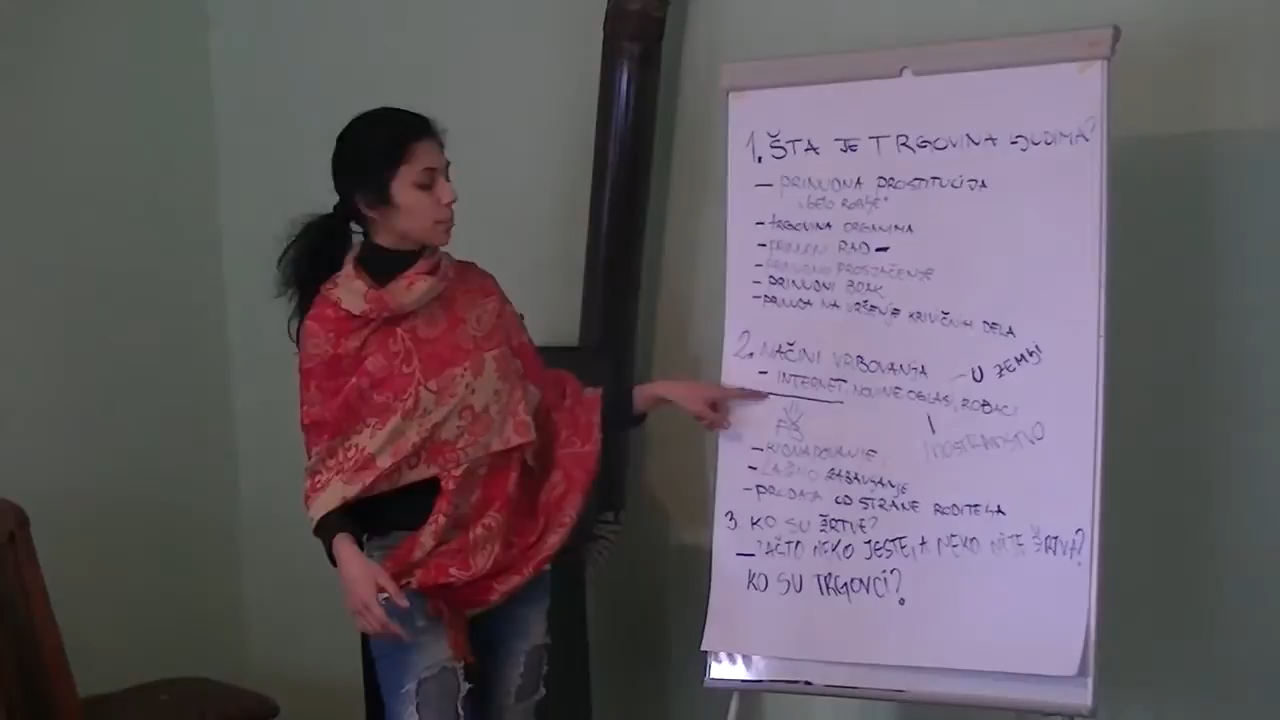 1. ŠTA JE TRGOVINA LJUDIMA?
— PRINUDNA PROSTITUCIJA
„BELO ROBLJE"
- TRGOVINA ORGANIMA
- PRINUDNI RAD -
- PRINUDNO PROSJAČENJE
- PRINUDNI BRAK
- PRINUDA NA VRŠENJE KRIVIČNIH DELA
2. NAČINI VRBOVANJA
- INTERNET, NOVINE OGLASI, - U ZEMLJI
INOSTRANSTVO
FB
- KIDNAPOVANJE
- LAŽNO ZABAVLJANJE
- PRODAJA OD STRANE RODITELJA
3 KO SU ŽRTVE?
— ZAŠTO NEKO JESTE, A NEKO NIJE ŽRTVA?
KO SU TRGOVCI?